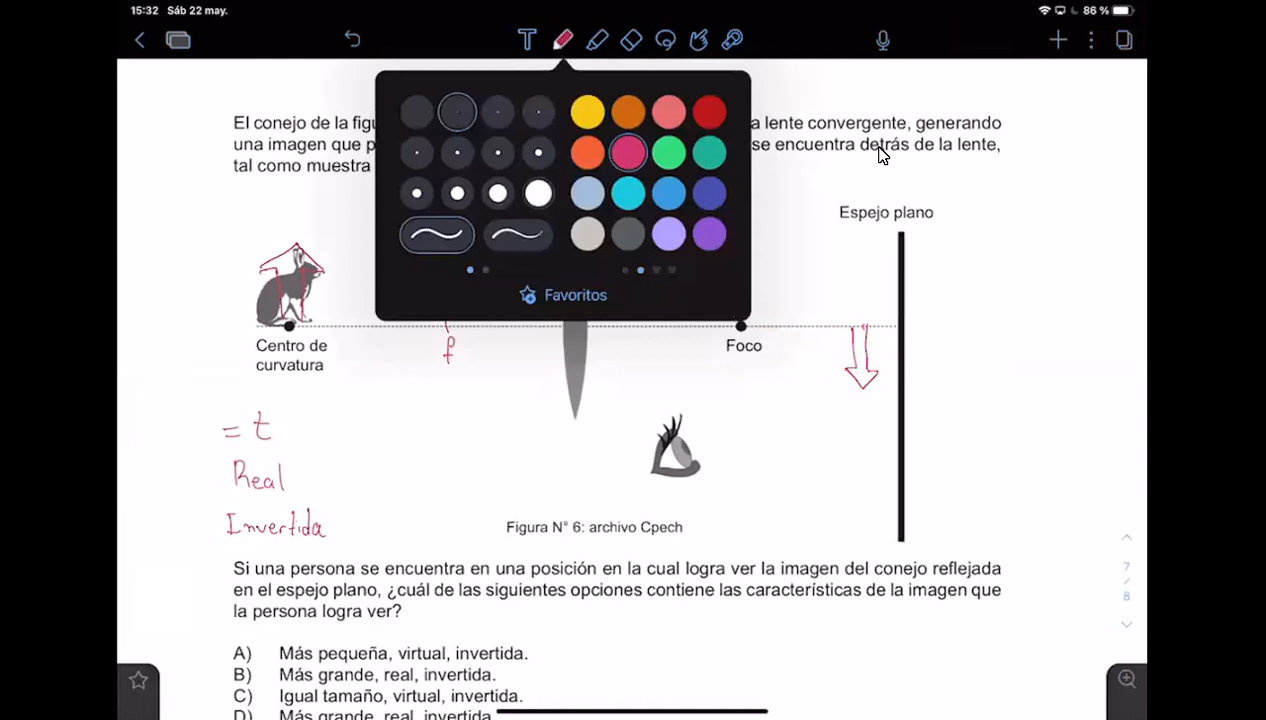 15:32 Sáb 22 may.
86 %
T
El conejo de la figu
a lente convergente, generando
una imagen que p
se encuentra detrás de la lente,
tal como muestra
Espejo plano
Centro de
curvatura
f
Foco
= t
Real
Invertida
Figura N° 6: archivo Cpech
Favoritos
7
/
8
Si una persona se encuentra en una posición en la cual logra ver la imagen del conejo reflejada
en el espejo plano, ¿cuál de las siguientes opciones contiene las características de la imagen que
la persona logra ver?
A) Más pequeña, virtual, invertida.
B) Más grande, real, invertida.
C) Igual tamaño, virtual, invertida.
D) Más grande, real, invertida